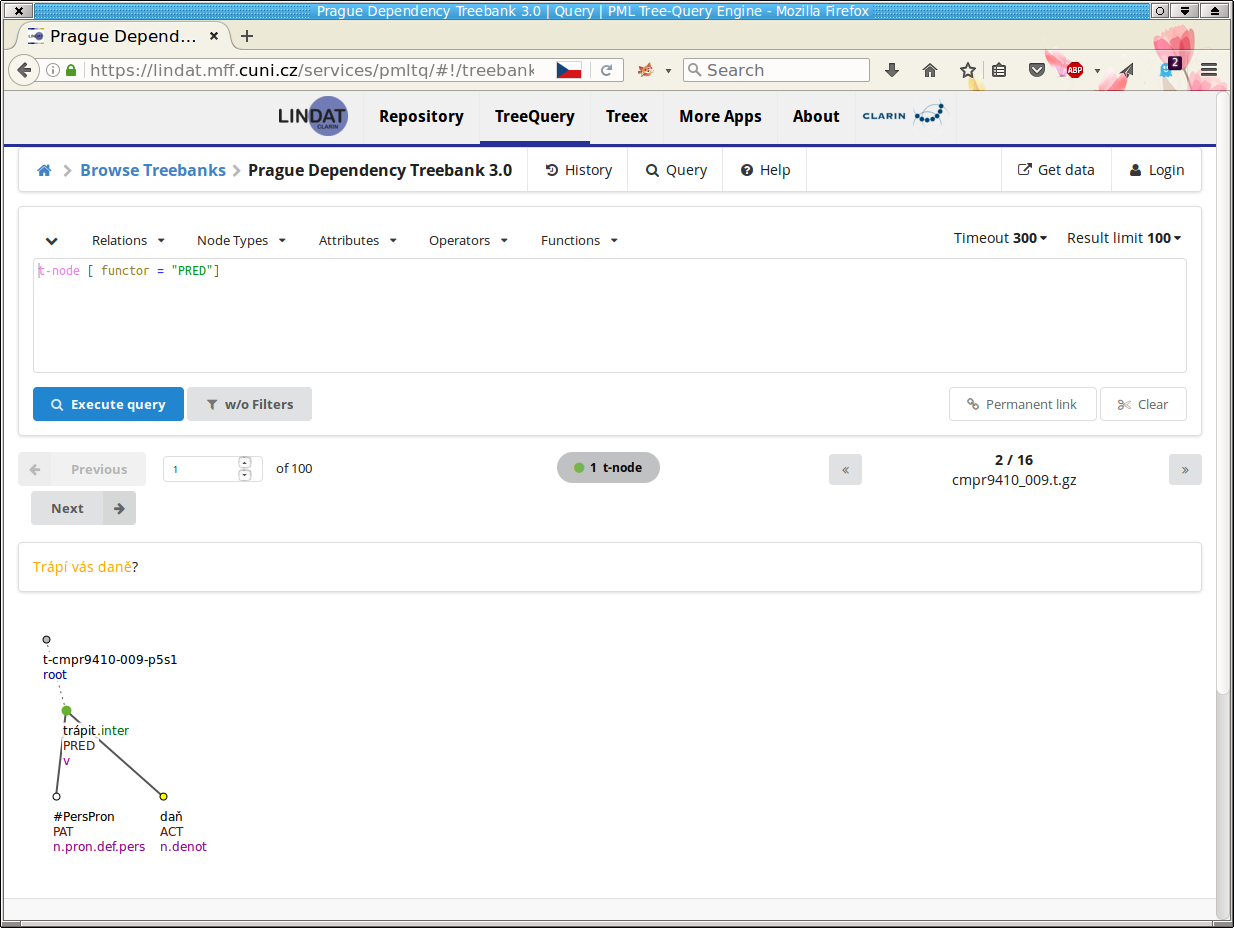 Prague Dependency Treebank 3.0 | Query | PML Tree-Query Engine - Mozilla Firefox
Prague Depend...
https://lindat.mff.cuni.cz/services/pmltq/#!/treebank
Search
ABP
2
LINDAT CLARIN
Repository
TreeQuery
Treex
More Apps
About
CLARIN
Browse Treebanks
Prague Dependency Treebank 3.0
History
Query
Help
Get data
Login
Relations
Node Types
Attributes
Operators
Functions
Timeout 300
Result limit 100
t-node [ functor = "PRED"]
Execute query
w/o Filters
Permanent link
Clear
Previous
1
of 100
1 t-node
«
2 / 16
cmpr9410_009.t.gz
»
Next
Trápí vás daně?
t-cmpr9410-009-p5s1
root
trápit.inter
PRED
v
#PersPron
PAT
n.pron.def.pers
daň
ACT
n.denot